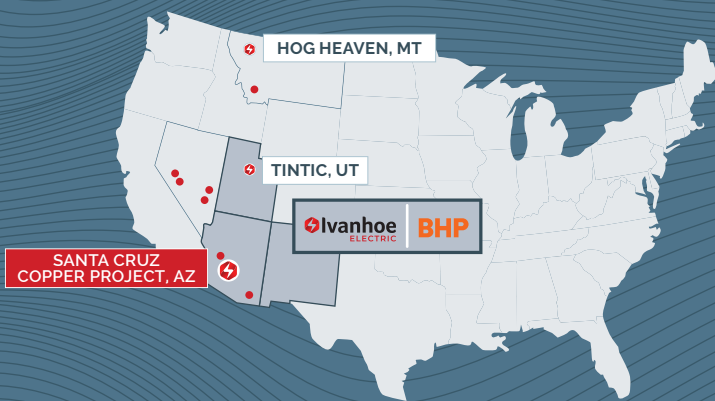 HOG HEAVEN, MT
TINTIC, UT
Ivanhoe
ELECTRIC
BHP
SANTA CRUZ
COPPER PROJECT, AZ